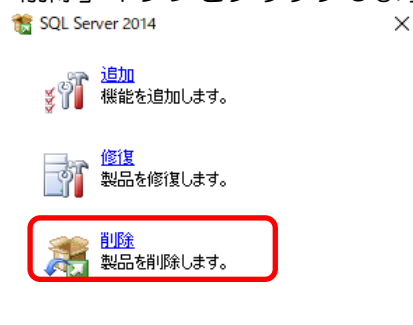 SQL Server 2014
追加
機能を追加します。
修復
製品を修復します。
削除
製品を削除します。